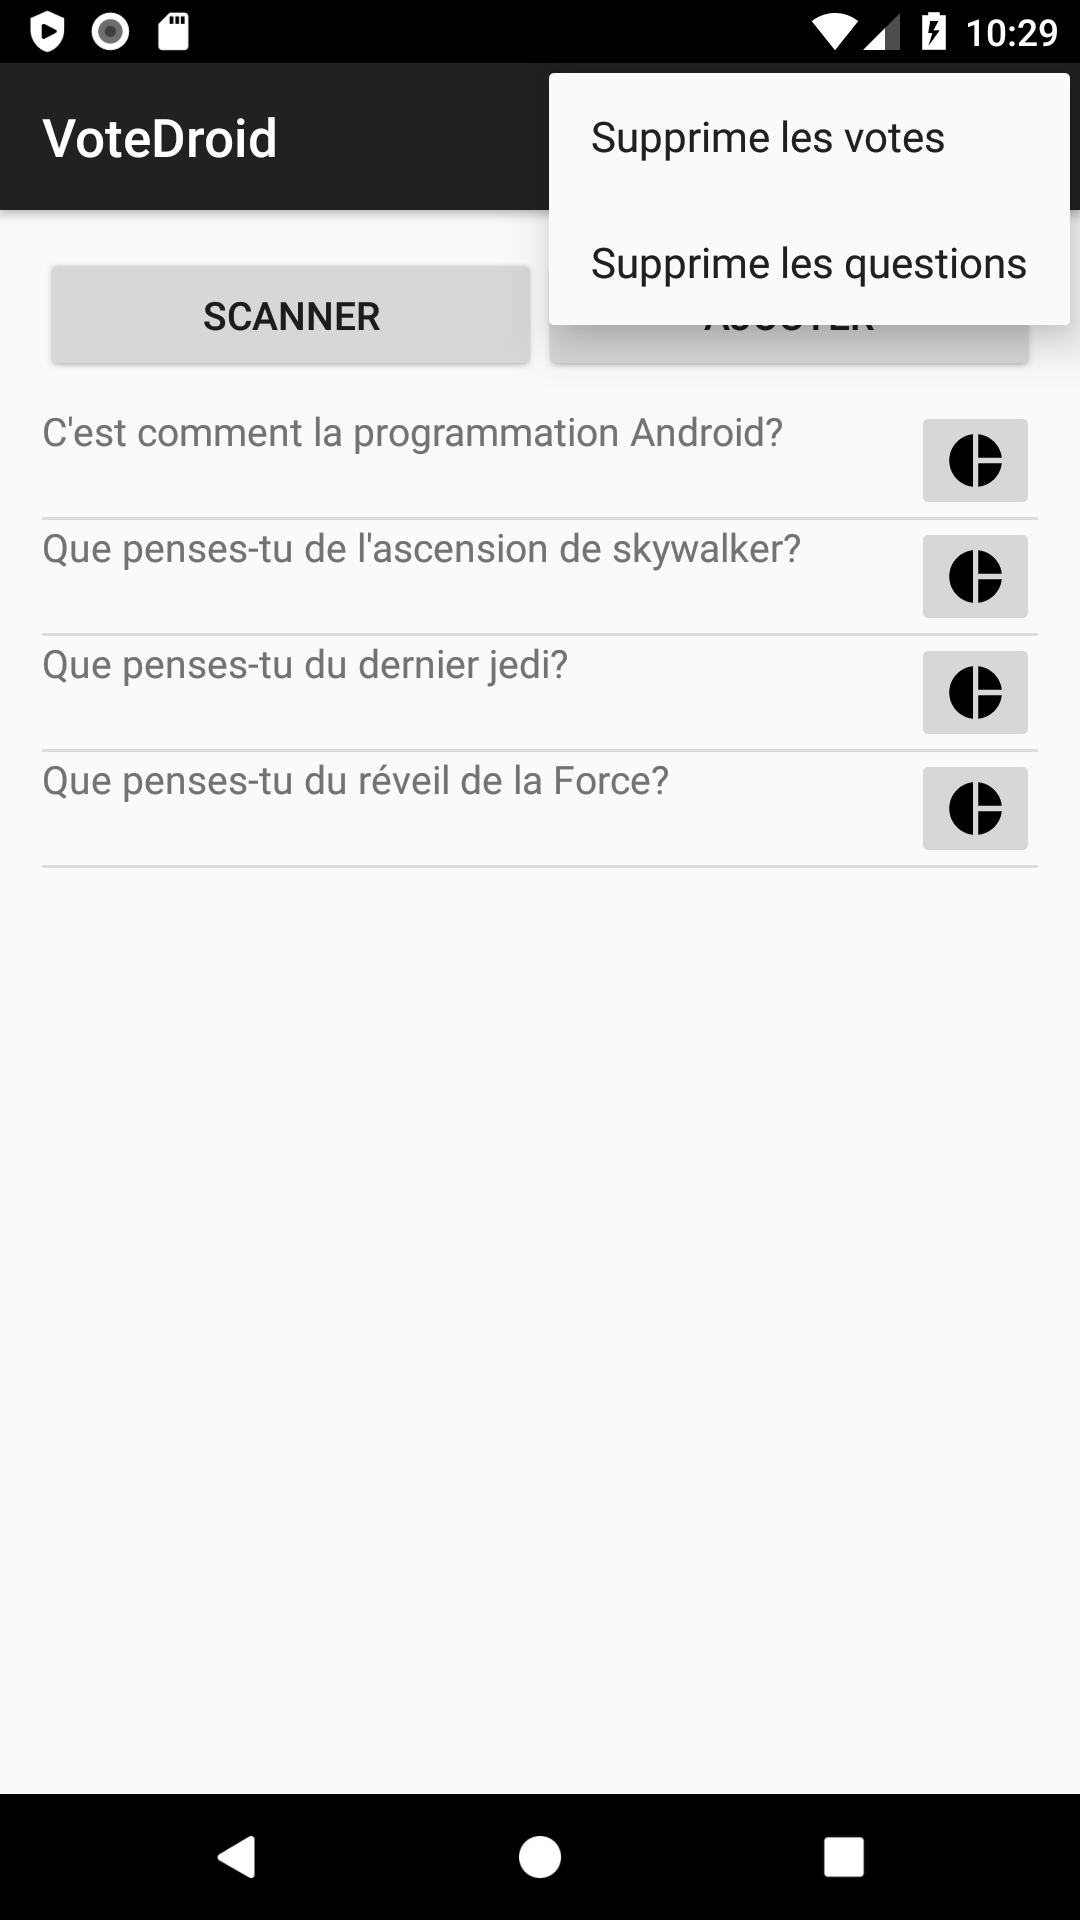 10:29
VoteDroid
Supprime les votes
Supprime les questions
SCANNER
C'est comment la programmation Android?
Que penses-tu de l'ascension de skywalker?
Que penses-tu du dernier jedi?
Que penses-tu du réveil de la Force?